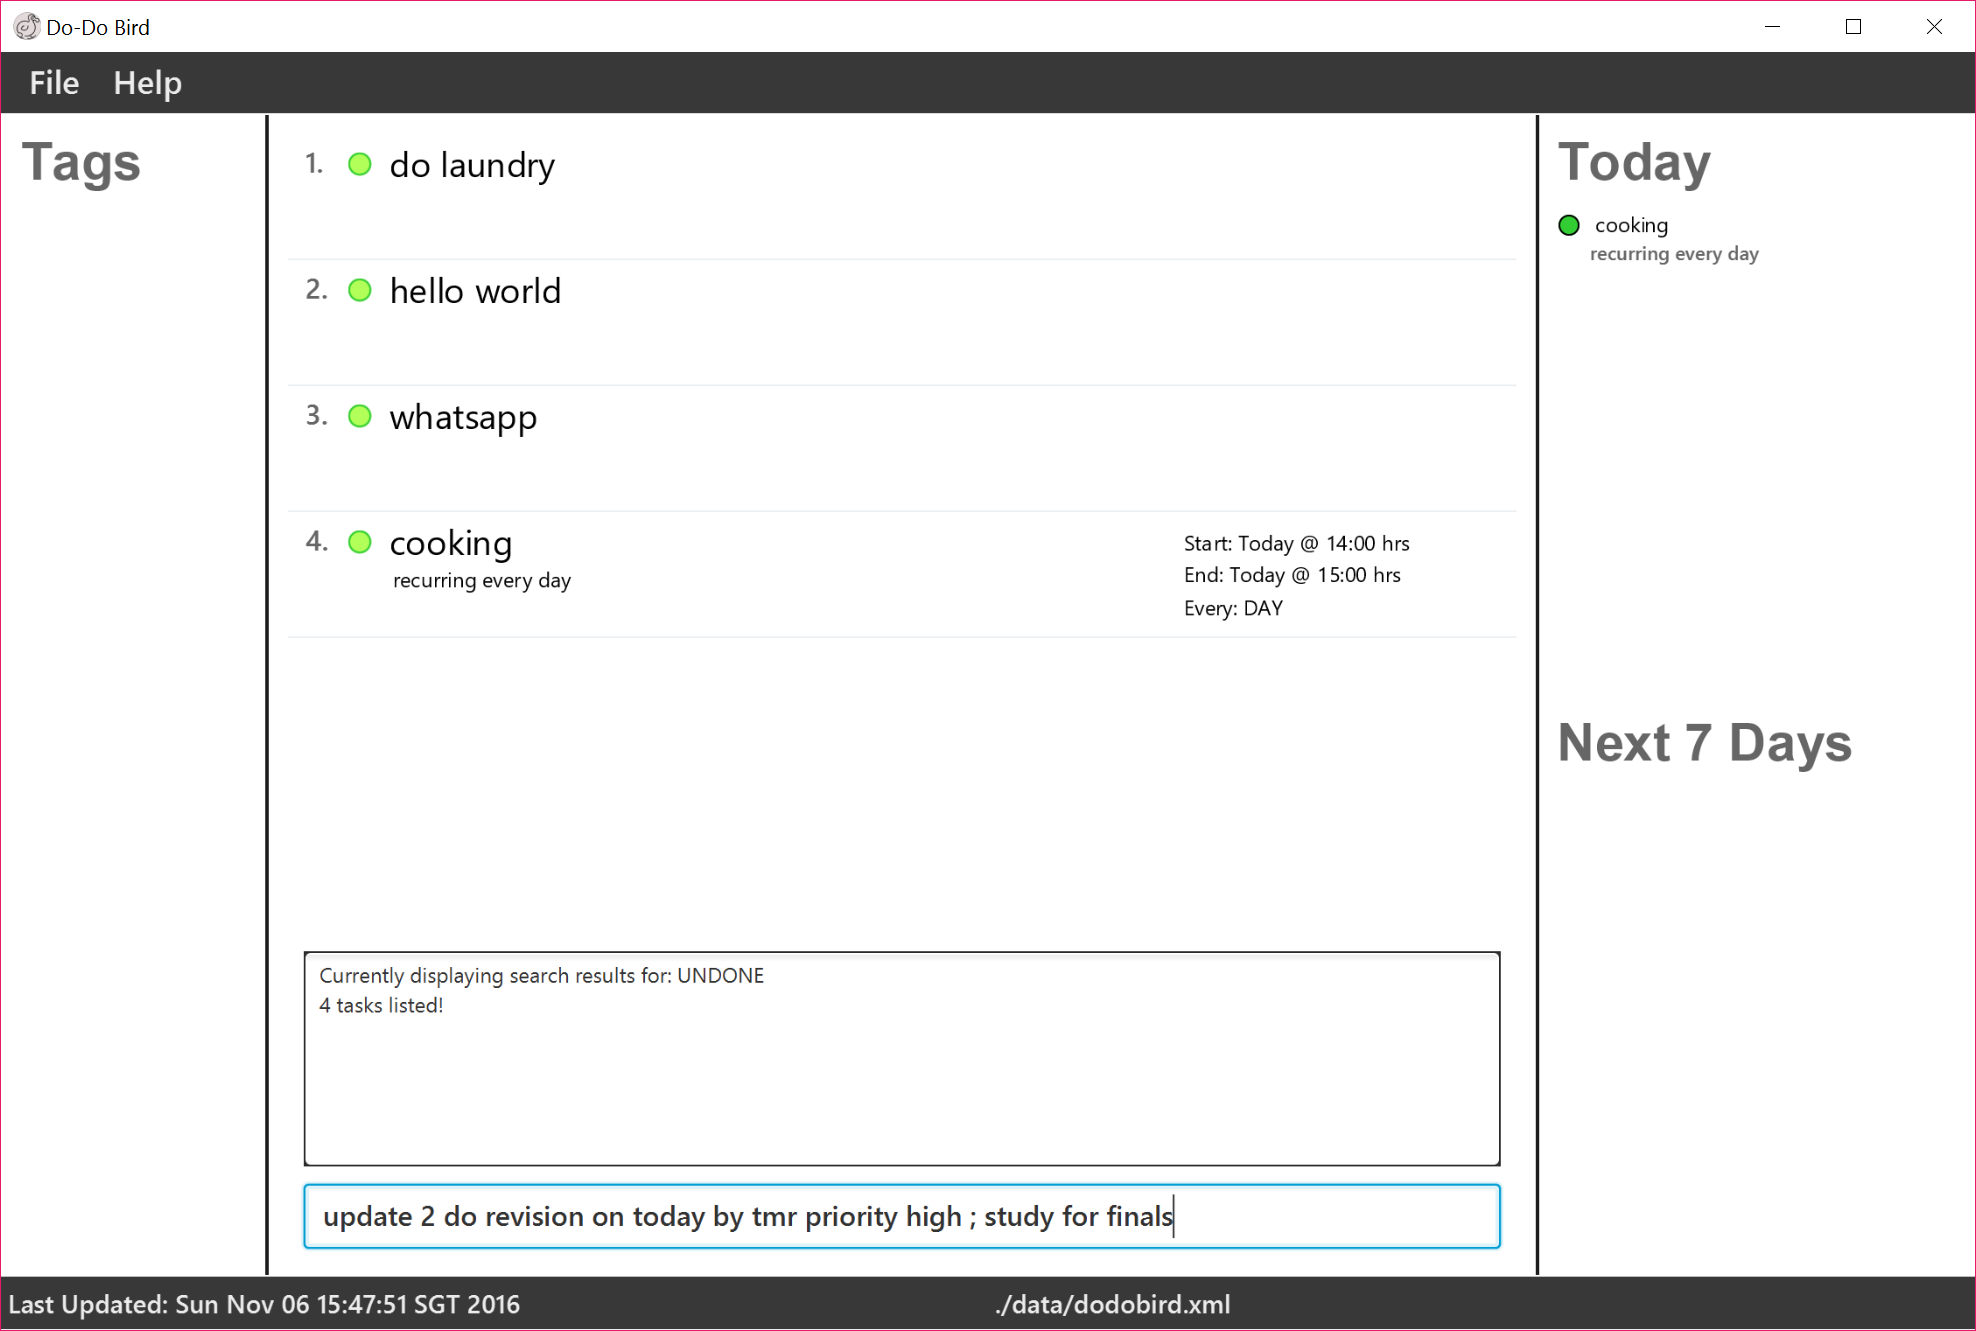 Do-Do Bird
File Help
Tags
1. do laundry
2. hello world
3. whatsapp
4. cooking
recurring every day
Start: Today @ 14:00 hrs
End: Today @ 15:00 hrs
Every: DAY
Currently displaying search results for: UNDONE
4 tasks listed!
update 2 do revision on today by tmr priority high ; study for finals
Today
cooking
recurring every day
Next 7 Days
Last Updated: Sun Nov 06 15:47:51 SGT 2016
./data/dodobird.xml